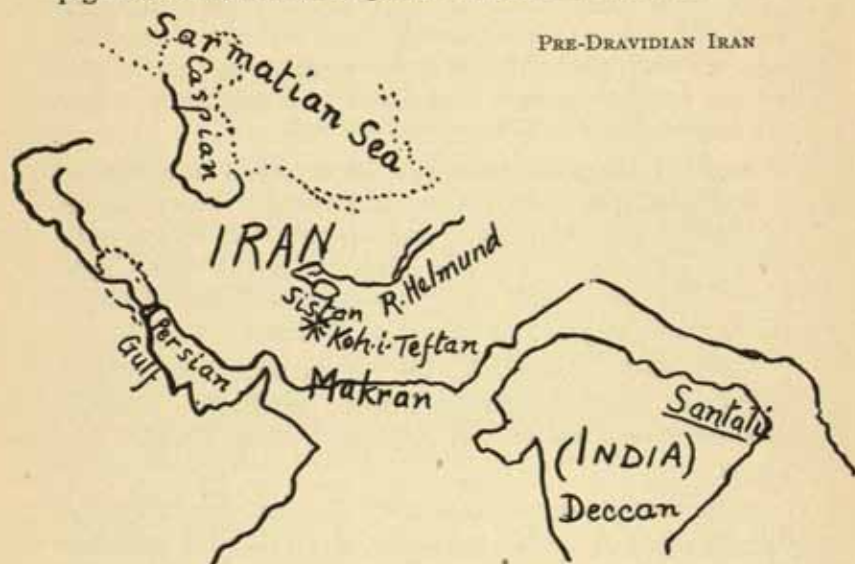 PRE-DRAVIDIAN IRAN
Sarmatian Sea
Caspian
IRAN
R. Helmund
Sistan
Koh-i-Teftan
Persian
Gulf
Makran
Santali
(INDIA)
Deccan